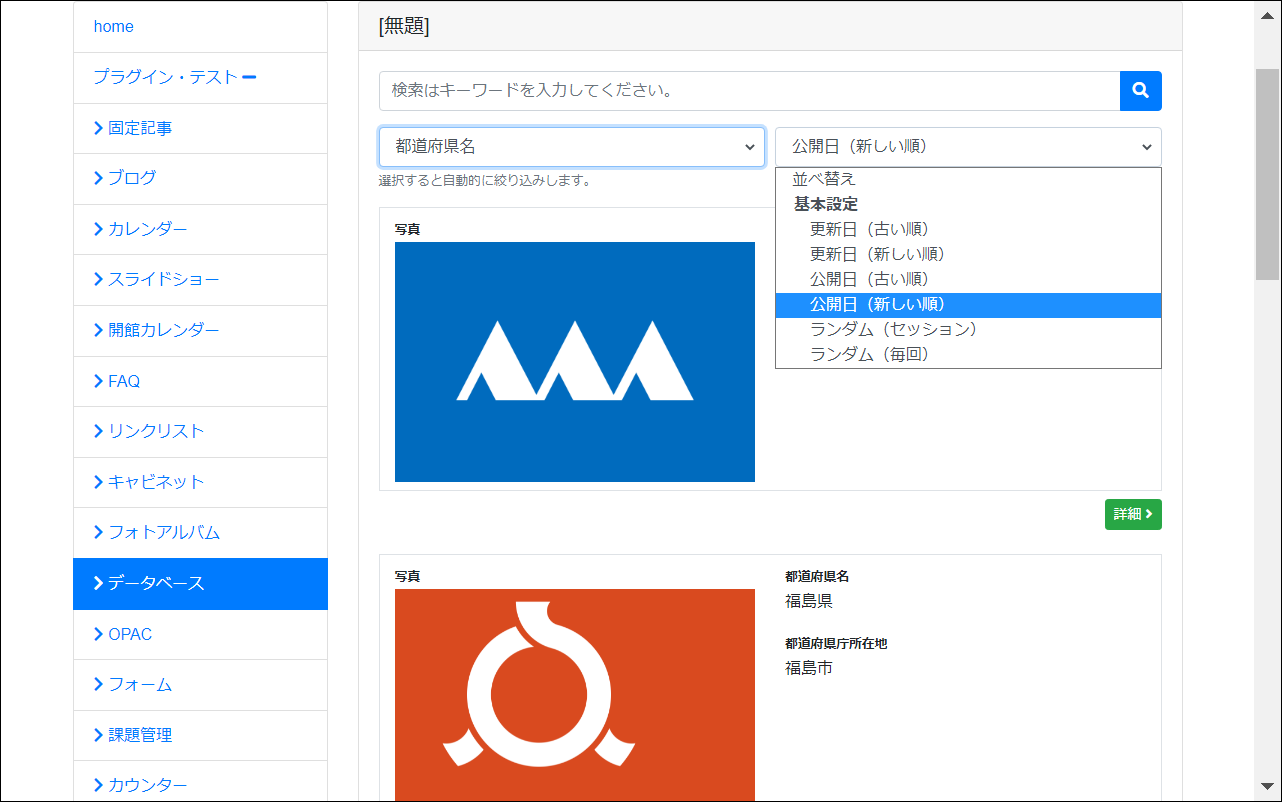 home
プラグイン・テスト
固定記事
ブログ
カレンダー
スライドショー
開館カレンダー
FAQ
リンクリスト
キャビネット
フォトアルバム
データベース
OPAC
フォーム
課題管理
カウンター
[無題]
検索はキーワードを入力してください。
都道府県名
選択すると自動的に絞り込みします。
公開日（新しい順）
並べ替え
基本設定
更新日（古い順）
更新日（新しい順）
公開日（古い順）
公開日（新しい順）
ランダム（セッション）
ランダム（毎回）
写真
詳細
写真
都道府県名
福島県
都道府県庁所在地
福島市